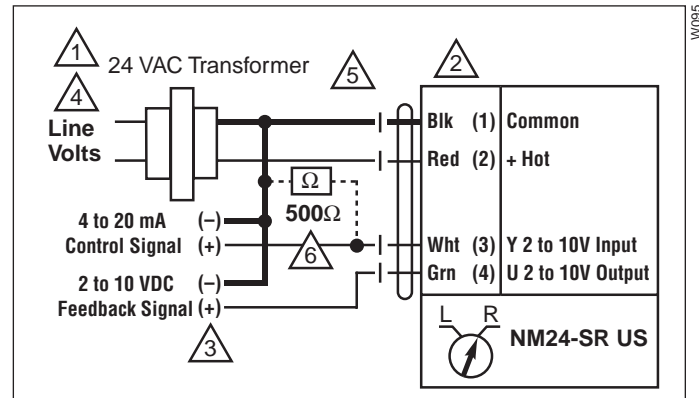 W095
1
4
24 VAC Transformer
5
2
Line
Volts
Blk (1) Common
Red (2) + Hot
Ω
500Ω
4 to 20 mA (–)
Control Signal (+)
6
Wht (3) Y 2 to 10V Input
2 to 10 VDC (–)
Grn (4) U 2 to 10V Output
Feedback Signal (+)
3
L R
NM24-SR US